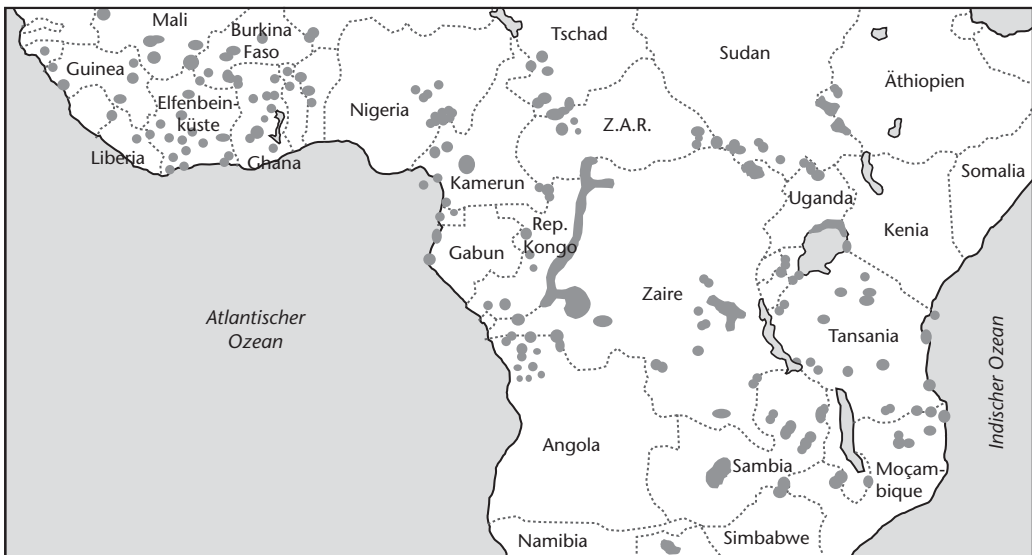 Mali
Burkina
Faso
Tschad
Sudan
Guinea
Äthiopien
Elfenbein-
küste
Nigeria
Z.A.R.
Liberia
Ghana
Somalia
Kamerun
Uganda
Rep.
Kongo
Kenia
Gabun
Zaire
Atlantischer
Ozean
Tansania
Indischer Ozean
Angola
Sambia
Moçam-
bique
Namibia
Simbabwe